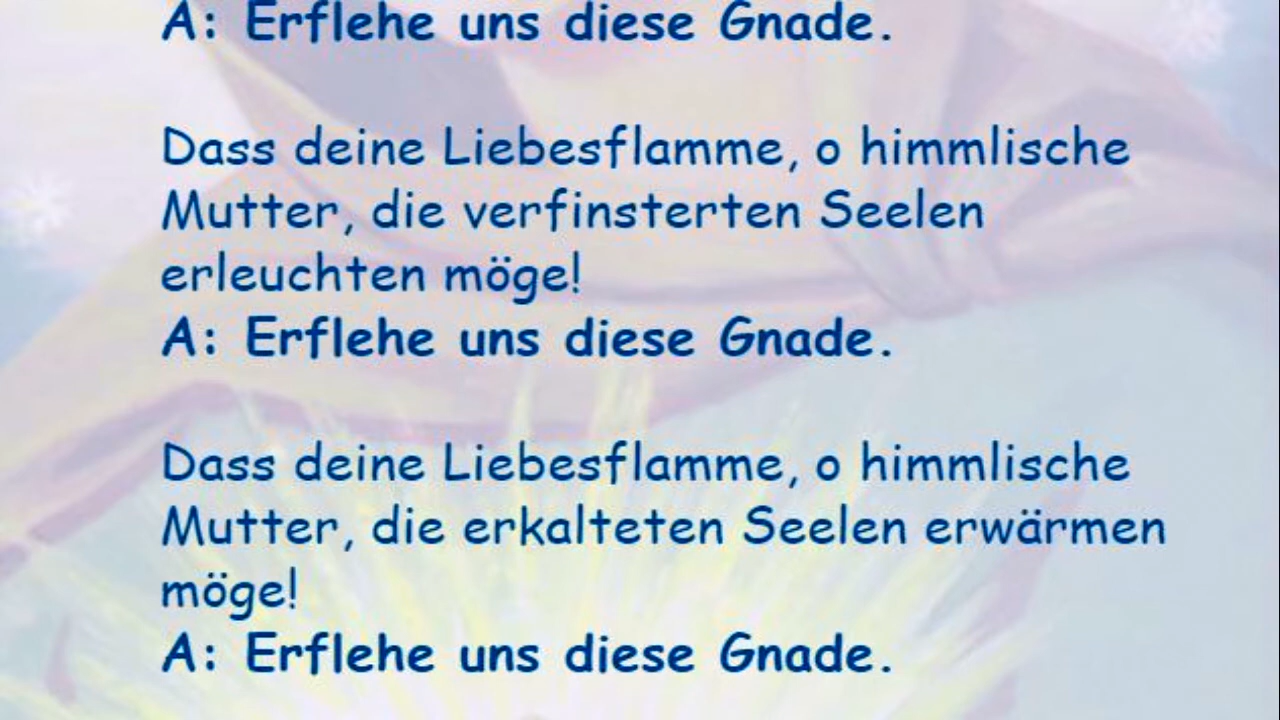 A: Erflehe uns diese Gnade.
Dass deine Liebesflamme, o himmlische
Mutter, die verfinsterten Seelen
erleuchten möge!
A: Erflehe uns diese Gnade.
Dass deine Liebesflamme, o himmlische
Mutter, die erkalteten Seelen erwärmen
möge!
A: Erflehe uns diese Gnade.